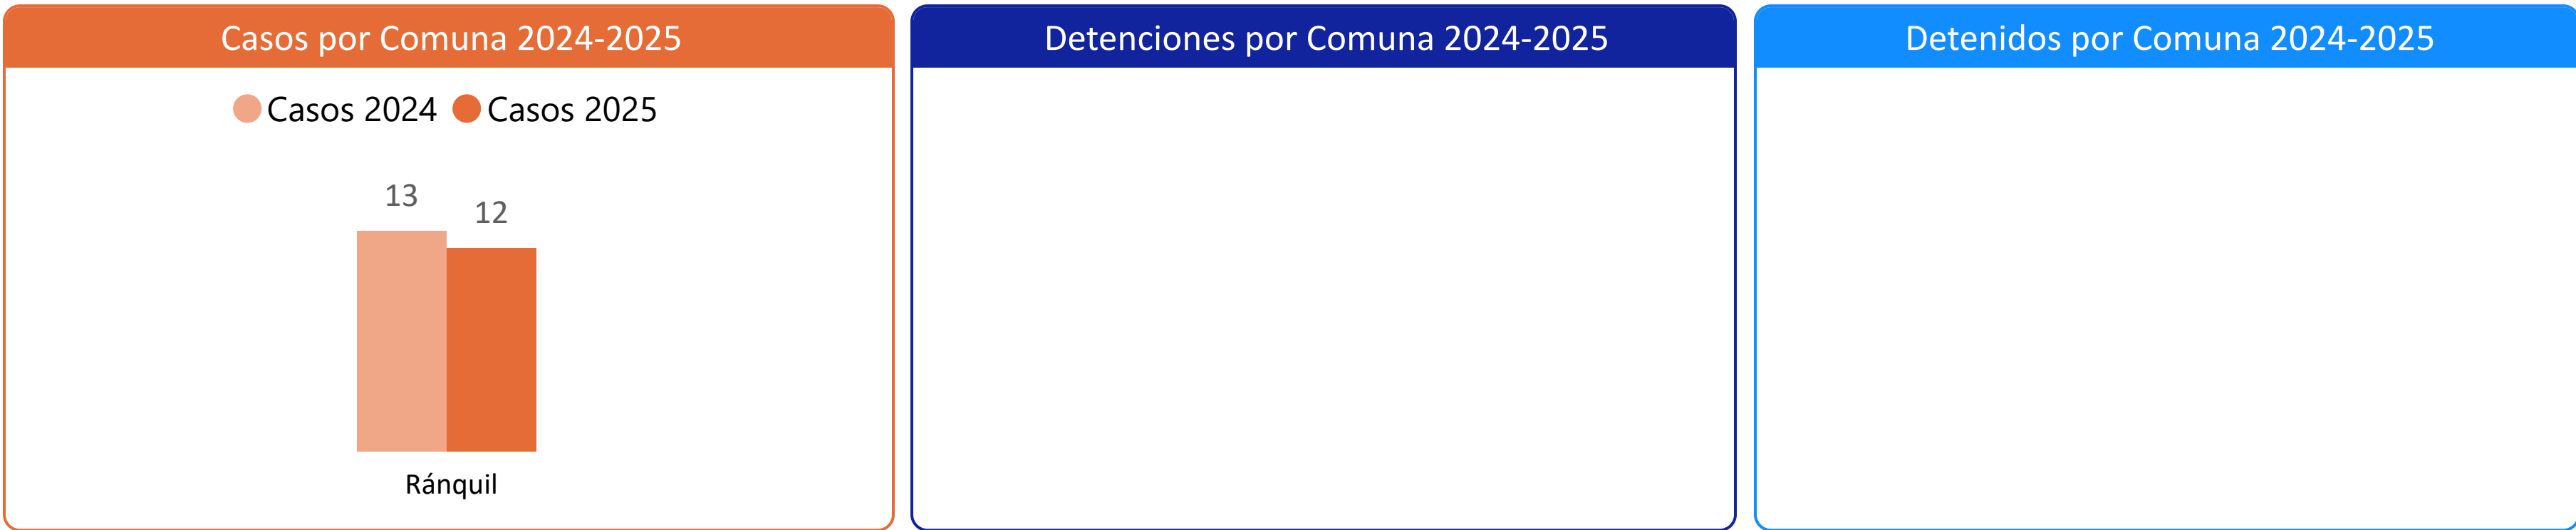 Casos por Comuna 2024-2025
Casos 2024 Casos 2025
13
12
Ránquil
Detenciones por Comuna 2024-2025
Detenidos por Comuna 2024-2025